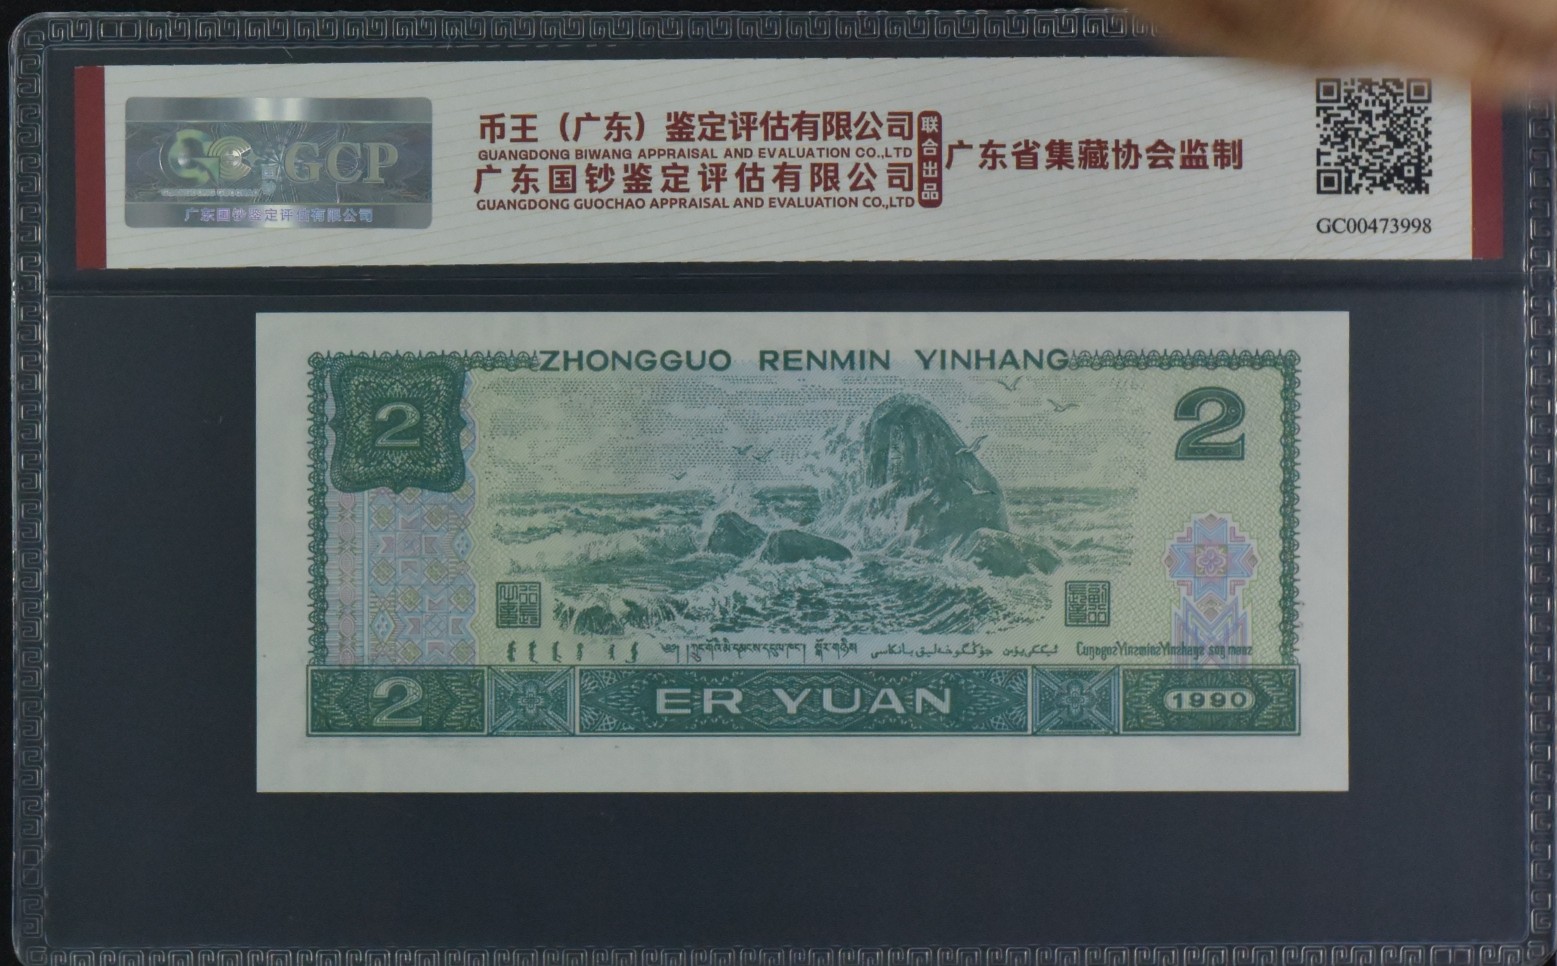 GCP
广东国钞鉴定评估有限公司
币王（广东）鉴定评估有限公司
GUANGDONG BIWANG APPRAISAL AND EVALUATION CO.,LTD
广东国钞鉴定评估有限公司
GUANGDONG GUOCHAO APPRAISAL AND EVALUATION CO.,LTD
联合出品
广东省集藏协会监制
GC00473998
ZHONGGUO RENMIN YINHANG
2
2
2
ER YUAN
1990